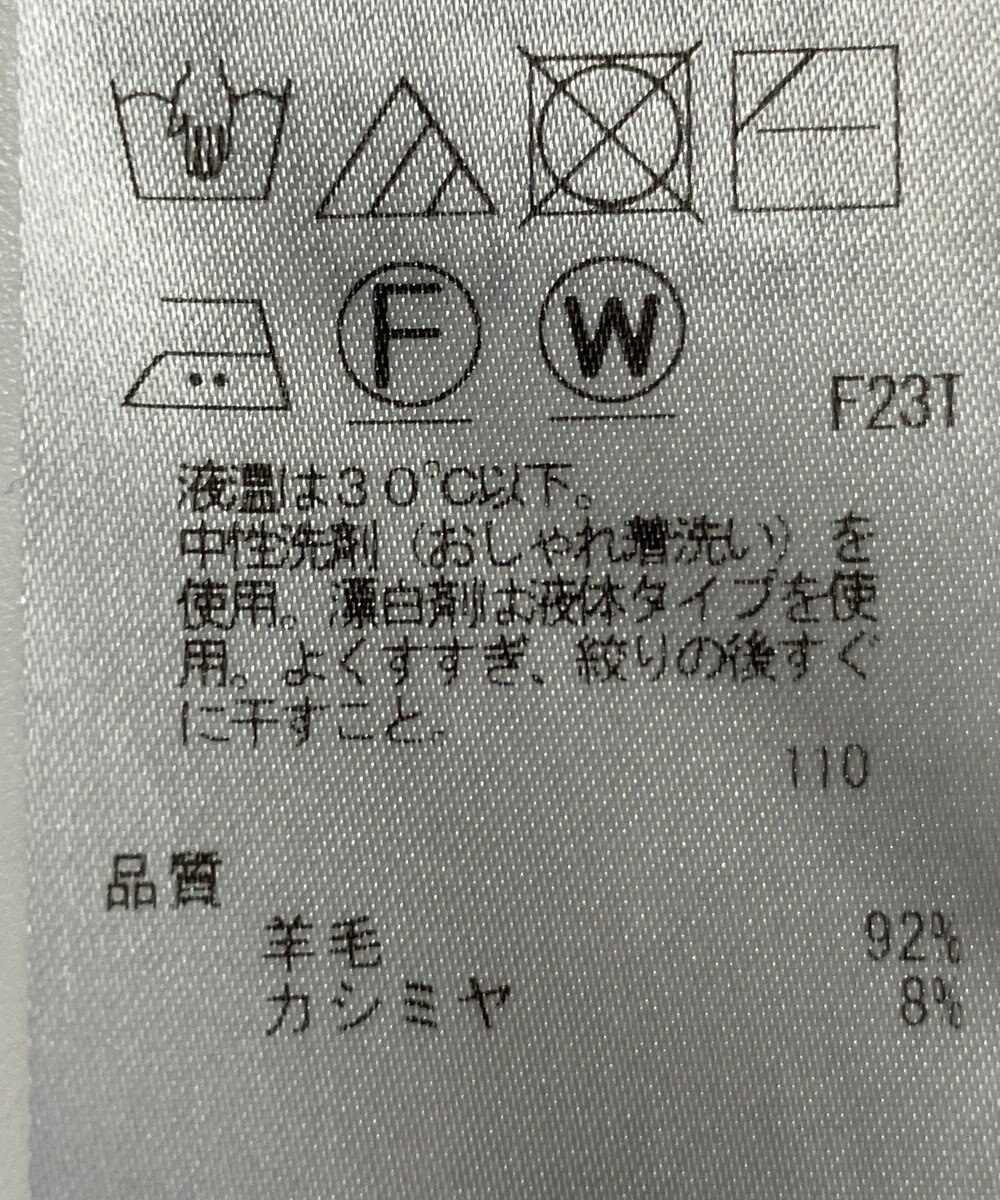 F
W
F23T
液温は30℃以下。
中性洗剤(おしゃれ着洗い)を
使用。漂白剤は液体タイプを使
用。よくすすぎ、絞りの後すぐ
に干すこと。
110
品質
羊毛 92%
カシミヤ 8%